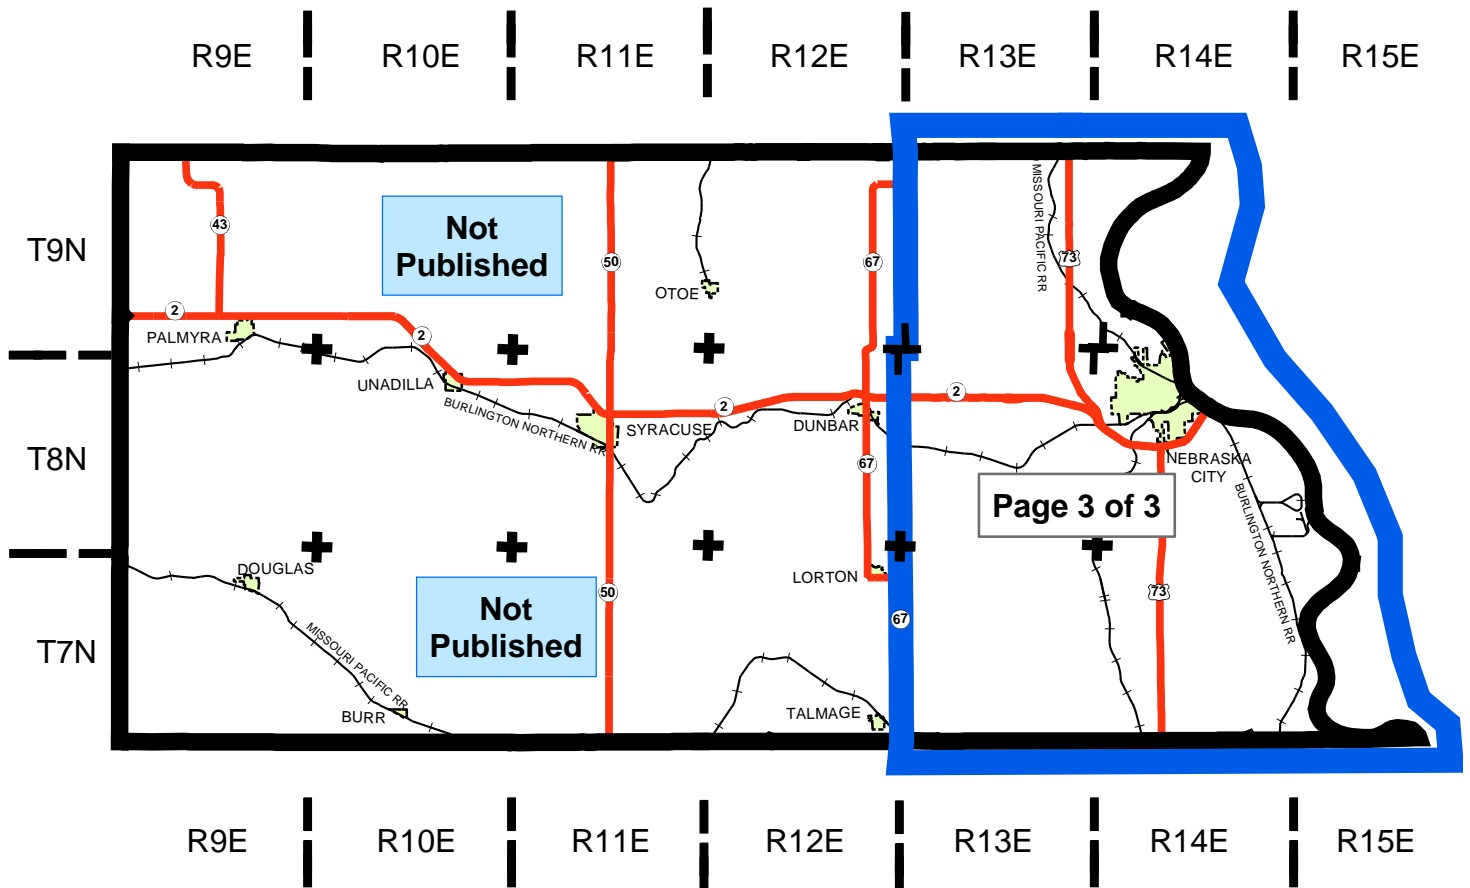 R9E R10E R11E R12E R13E R14E R15E
T9N
T8N
T7N
43
Not
Published
50
OTOE
67
MISSOURI PACIFIC RR
73
2
PALMYRA
2
UNADILLA
BURLINGTON NORTHERN RR
SYRACUSE
2
DUNBAR
2
67
NEBRASKA
CITY
Page 3 of 3
BURLINGTON NORTHERN RR
DOUGLAS
Not
Published
50
LORTON
67
73
MISSOURI PACIFIC RR
BURR
TALMAGE
R9E R10E R11E R12E R13E R14E R15E